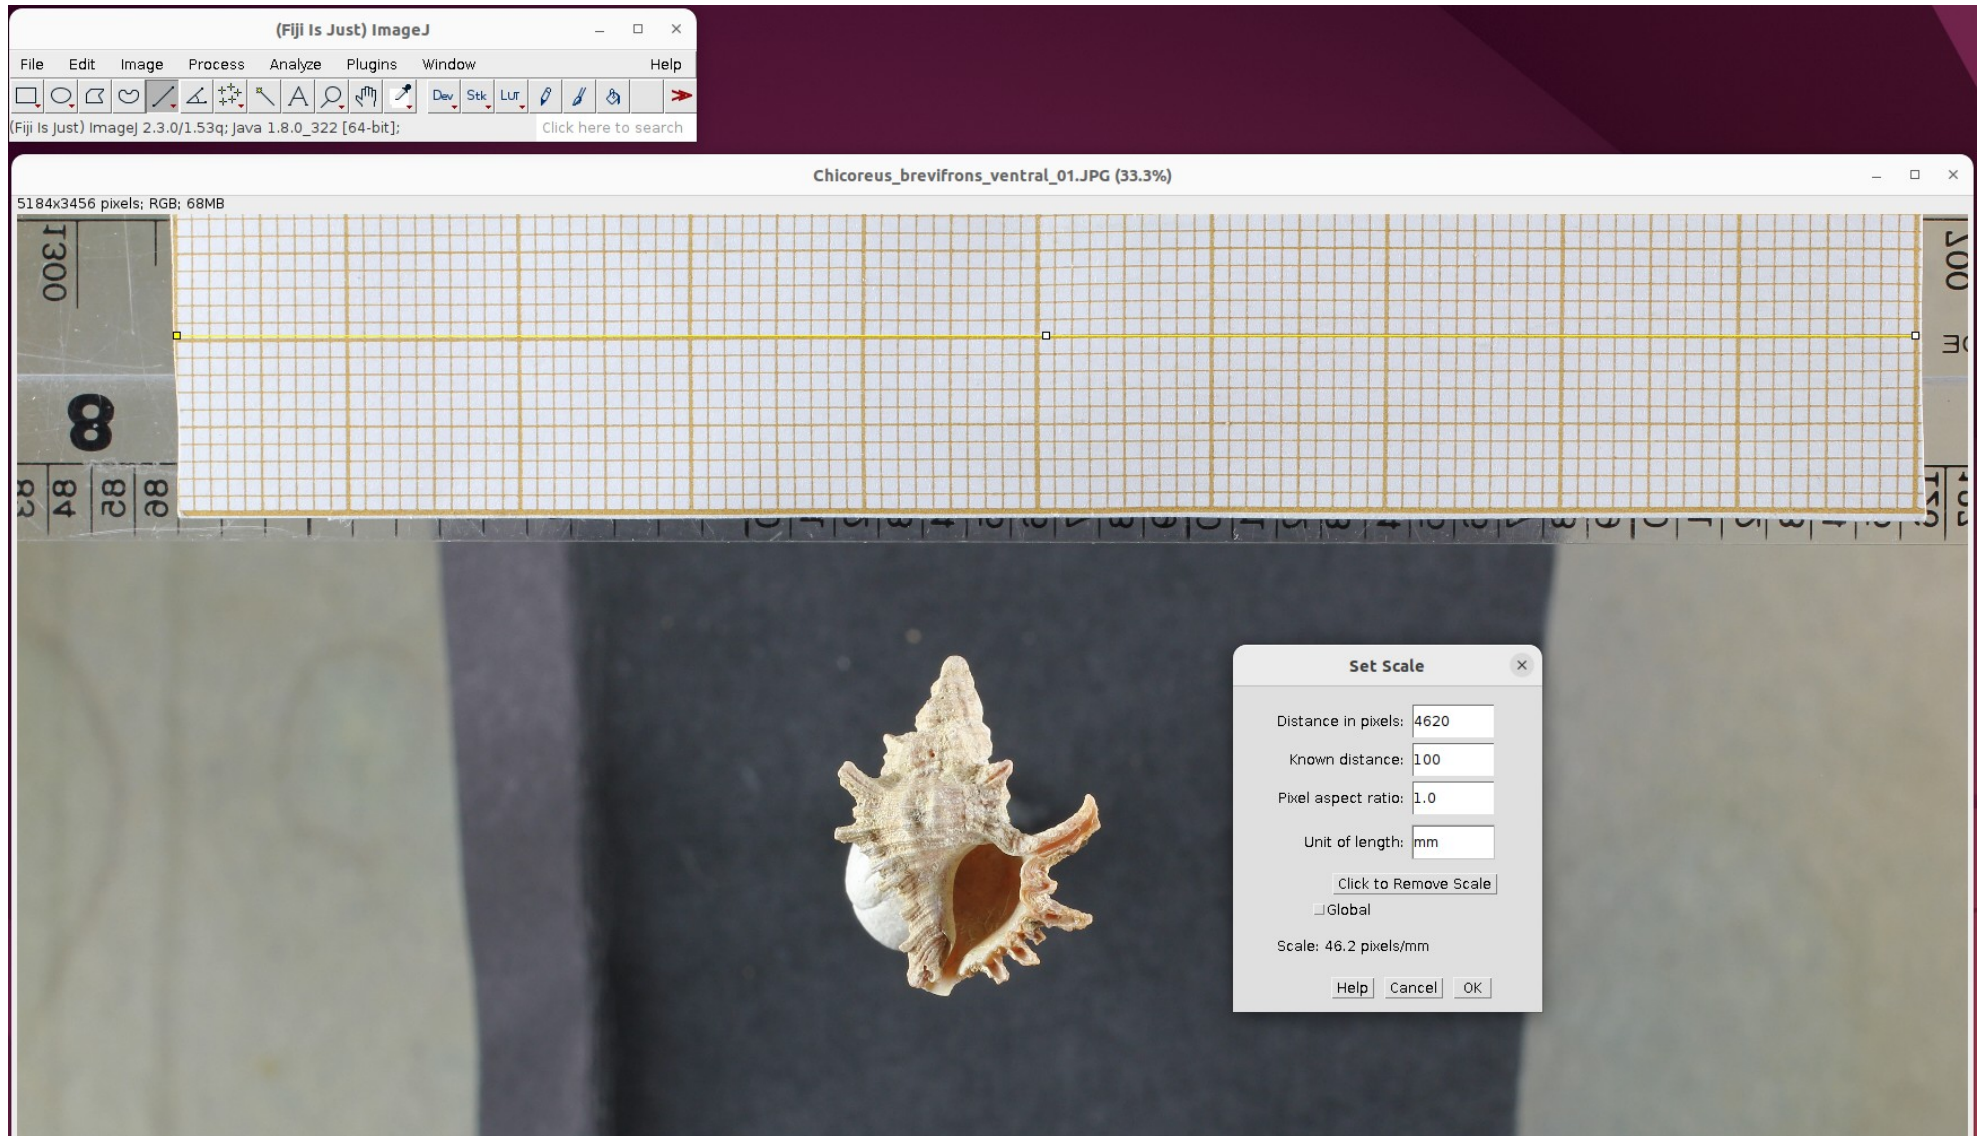 (Fiji Is Just) ImageJ
File Edit Image Process Analyze Plugins Window Help
Dev Stk LUT
(Fiji Is Just) ImageJ 2.3.0/1.53q; Java 1.8.0_322 [64-bit]; Click here to search
Chicoreus_brevifrons_ventral_01.JPG (33.3%)
5184x3456 pixels; RGB; 68MB
1300
200
8
84 85 86
Set Scale
Distance in pixels: 4620
Known distance: 100
Pixel aspect ratio: 1.0
Unit of length: mm
Click to Remove Scale
Global
Scale: 46.2 pixels/mm
Help Cancel OK